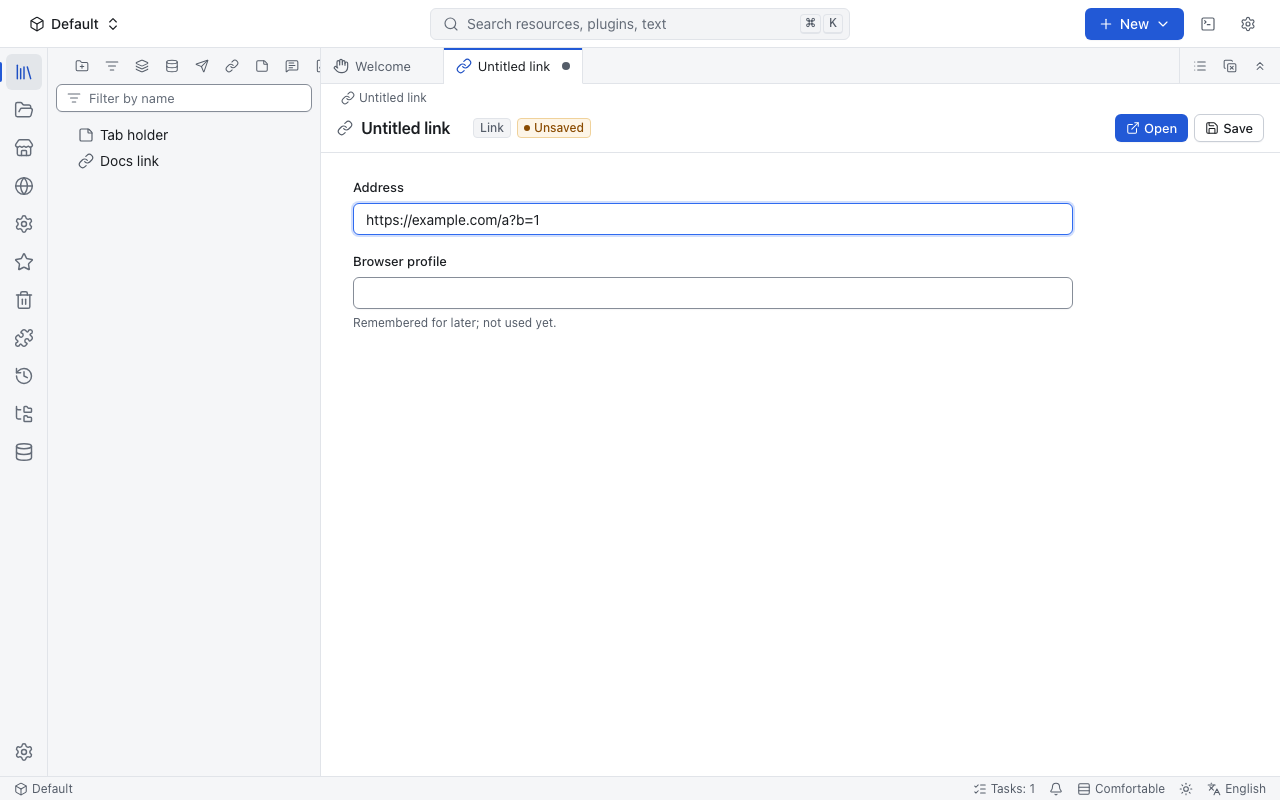 Default
Search resources, plugins, text
⌘ K
New
Welcome
Untitled link
Filter by name
Tab holder
Docs link
Untitled link
Untitled link
Link
Unsaved
Open
Save
Address
https://example.com/a?b=1
Browser profile
Remembered for later; not used yet.
Default
Tasks: 1
Comfortable
English